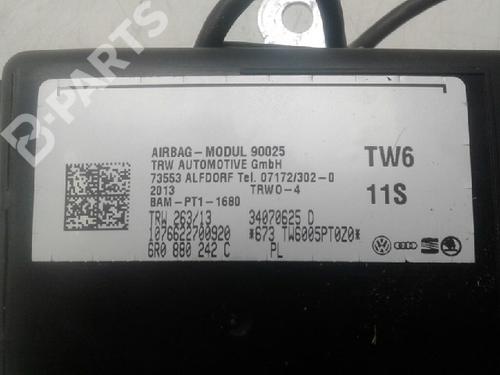 B-PARTS
AIRBAG-MODUL 90025
TRW AUTOMOTIVE GmbH
73553 ALFDORF Tel. 07172/302-0
2013 TRWO-4
BAM-PT1-1680
TW6
11S
TRW 263/13 34070625 D
1076622700920 *673 TW6005PT0Z0*
6R0 880 242 C PL